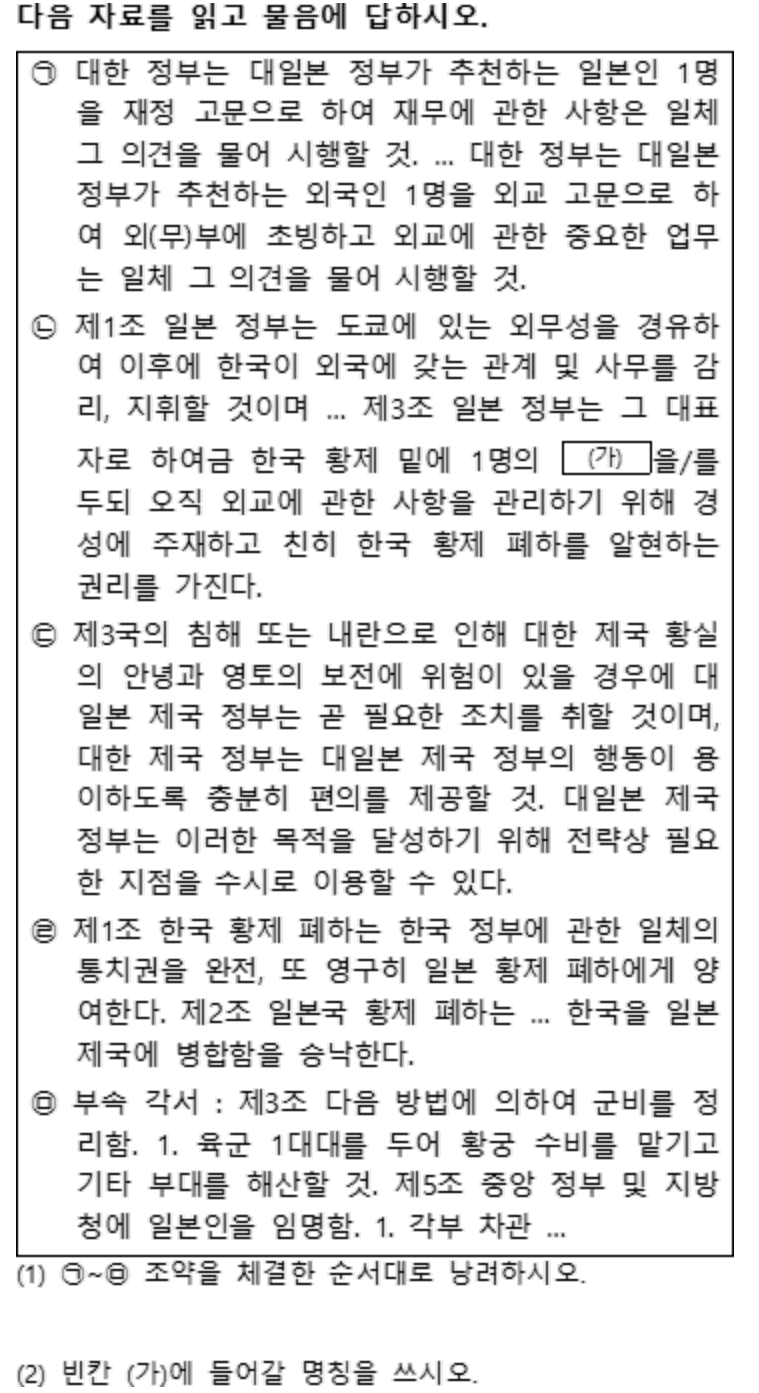 다음 자료를 읽고 물음에 답하시오.
㉠ 대한 정부는 대일본 정부가 추천하는 일본인 1명
을 재정 고문으로 하여 재무에 관한 사항은 일체
그 의견을 물어 시행할 것. ... 대한 정부는 대일본
정부가 추천하는 외국인 1명을 외교 고문으로 하
여 외(무)부에 초빙하고 외교에 관한 중요한 업무
는 일체 그 의견을 물어 시행할 것.
㉡ 제1조 일본 정부는 도쿄에 있는 외무성을 경유하
여 이후에 한국이 외국에 갖는 관계 및 사무를 감
리, 지휘할 것이며 ... 제3조 일본 정부는 그 대표
자로 하여금 한국 황제 밑에 1명의 (가) 을/를
두되 오직 외교에 관한 사항을 관리하기 위해 경
성에 주재하고 친히 한국 황제 폐하를 알현하는
권리를 가진다.
㉢ 제3국의 침해 또는 내란으로 인해 대한 제국 황실
의 안녕과 영토의 보전에 위험이 있을 경우에 대
일본 제국 정부는 곧 필요한 조치를 취할 것이며,
대한 제국 정부는 대일본 제국 정부의 행동이 용
이하도록 충분히 편의를 제공할 것. 대일본 제국
정부는 이러한 목적을 달성하기 위해 전략상 필요
한 지점을 수시로 이용할 수 있다.
㉣ 제1조 한국 황제 폐하는 한국 정부에 관한 일체의
통치권을 완전, 또 영구히 일본 황제 폐하에게 양
여한다. 제2조 일본국 황제 폐하는 ... 한국을 일본
제국에 병합함을 승낙한다.
㉤ 부속 각서 : 제3조 다음 방법에 의하여 군비를 정
리함. 1. 육군 1대대를 두어 황궁 수비를 맡기고
기타 부대를 해산할 것. 제5조 중앙 정부 및 지방
청에 일본인을 임명함. 1. 각부 차관 ...
(1) ㉠~㉤ 조약을 체결한 순서대로 낭려하시오.
(2) 빈칸 (가)에 들어갈 명칭을 쓰시오.